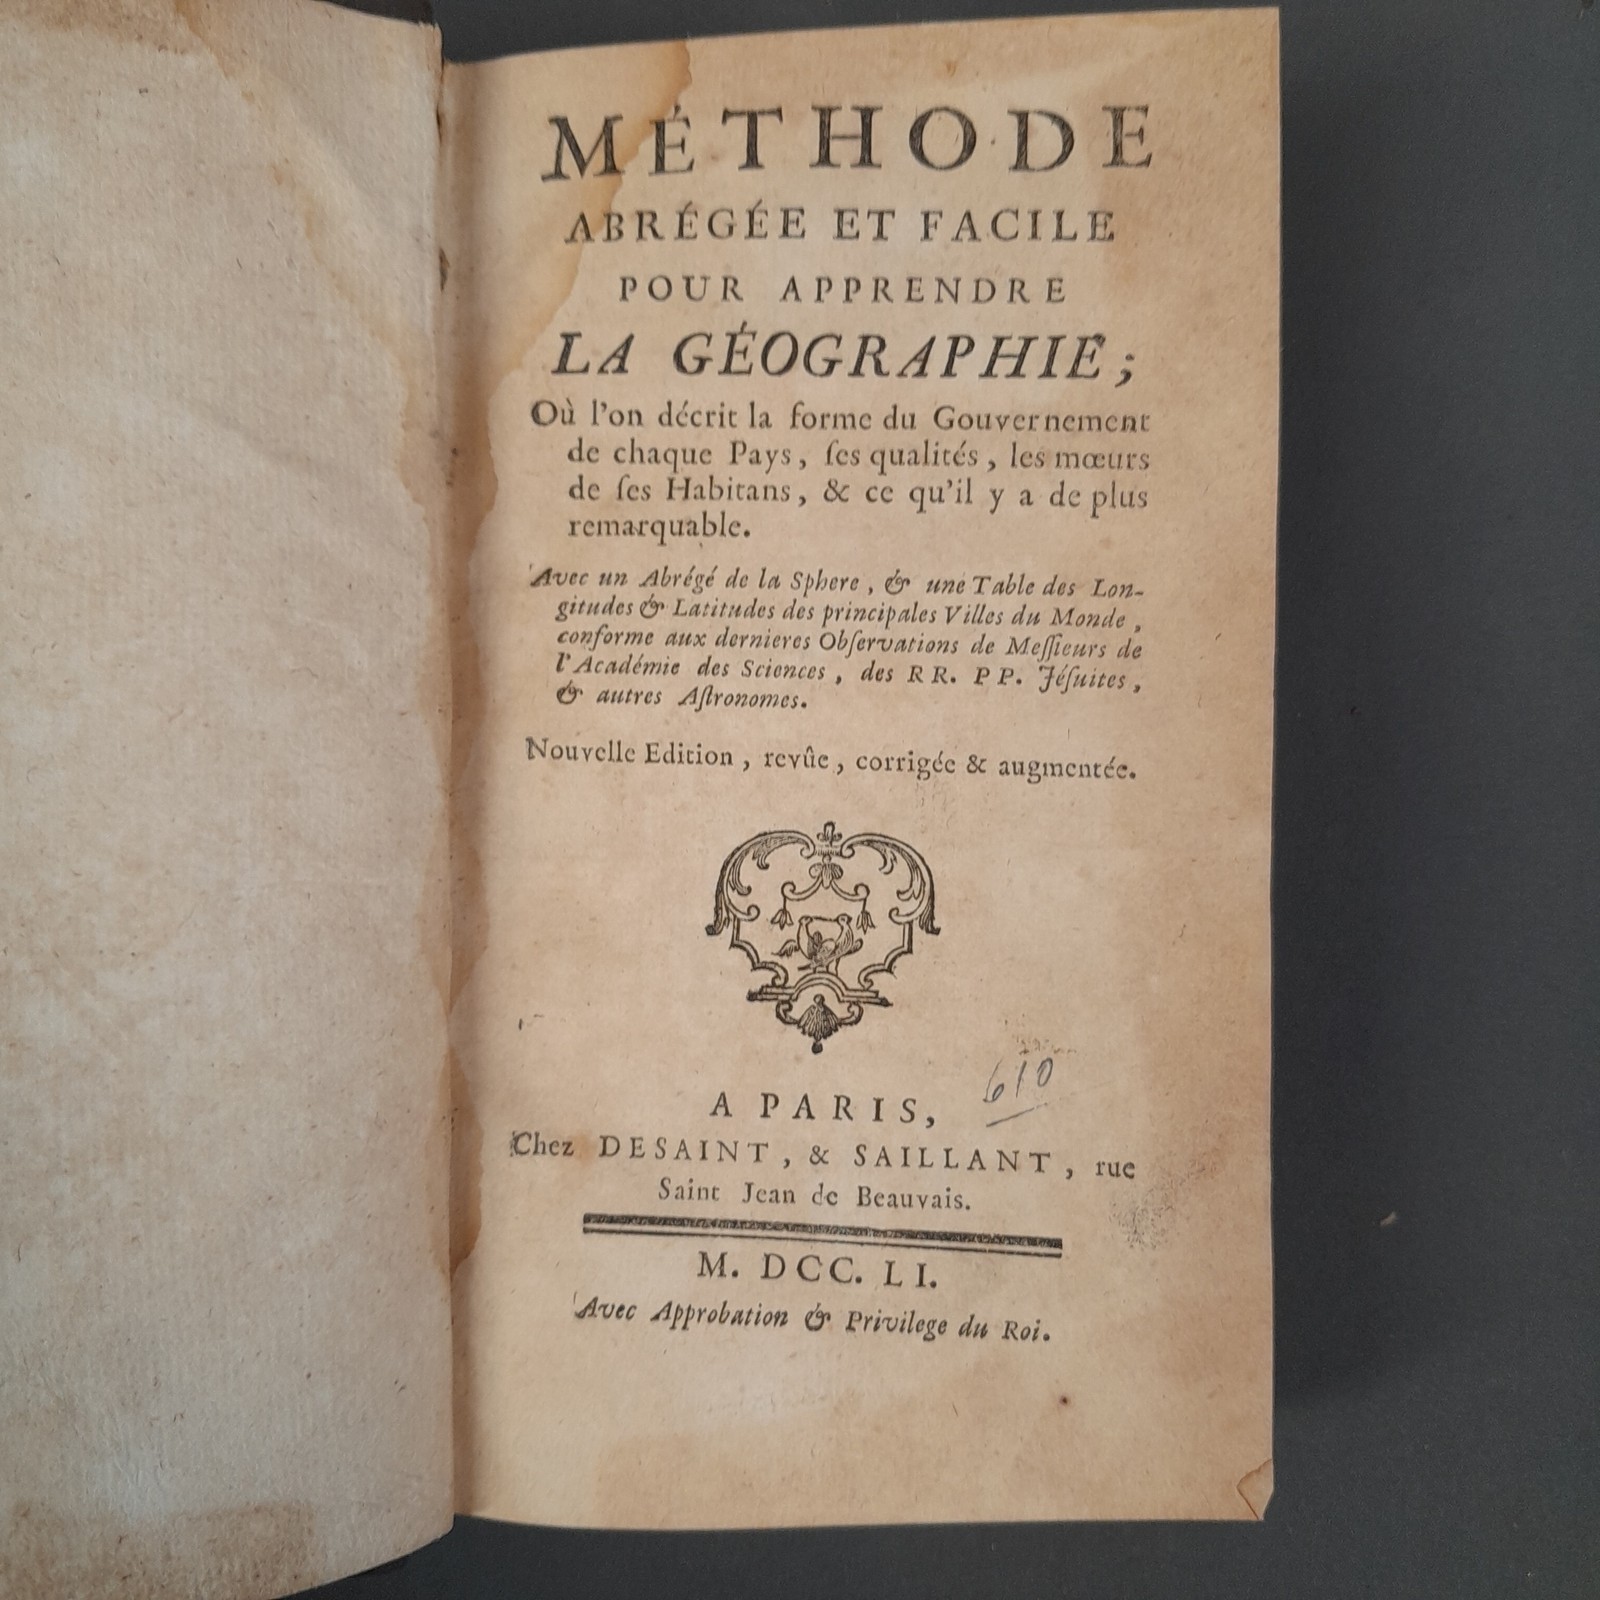 MÉTHODE
ABRÉGÉE ET FACILE
POUR APPRENDRE
LA GÉOGRAPHIE;
Où l'on décrit la forme du Gouvernement
de chaque Pays, ſes qualités, les mœurs
de ſes Habitans, & ce qu'il y a de plus
remarquable.
Avec un Abrégé de la Sphere, & une Table des Lon-
gitudes & Latitudes des principales Villes du Monde,
conforme aux dernieres Obſervations de Meſſieurs de
l'Académie des Sciences, des RR. PP. Jéſuites,
& autres Aſtronomes.
Nouvelle Edition, revûe, corrigée & augmentée.
610
A PARIS,
Chez DESAINT, & SAILLANT, rue
Saint Jean de Beauvais.
M. DCC. LI.
Avec Approbation & Privilege du Roi.